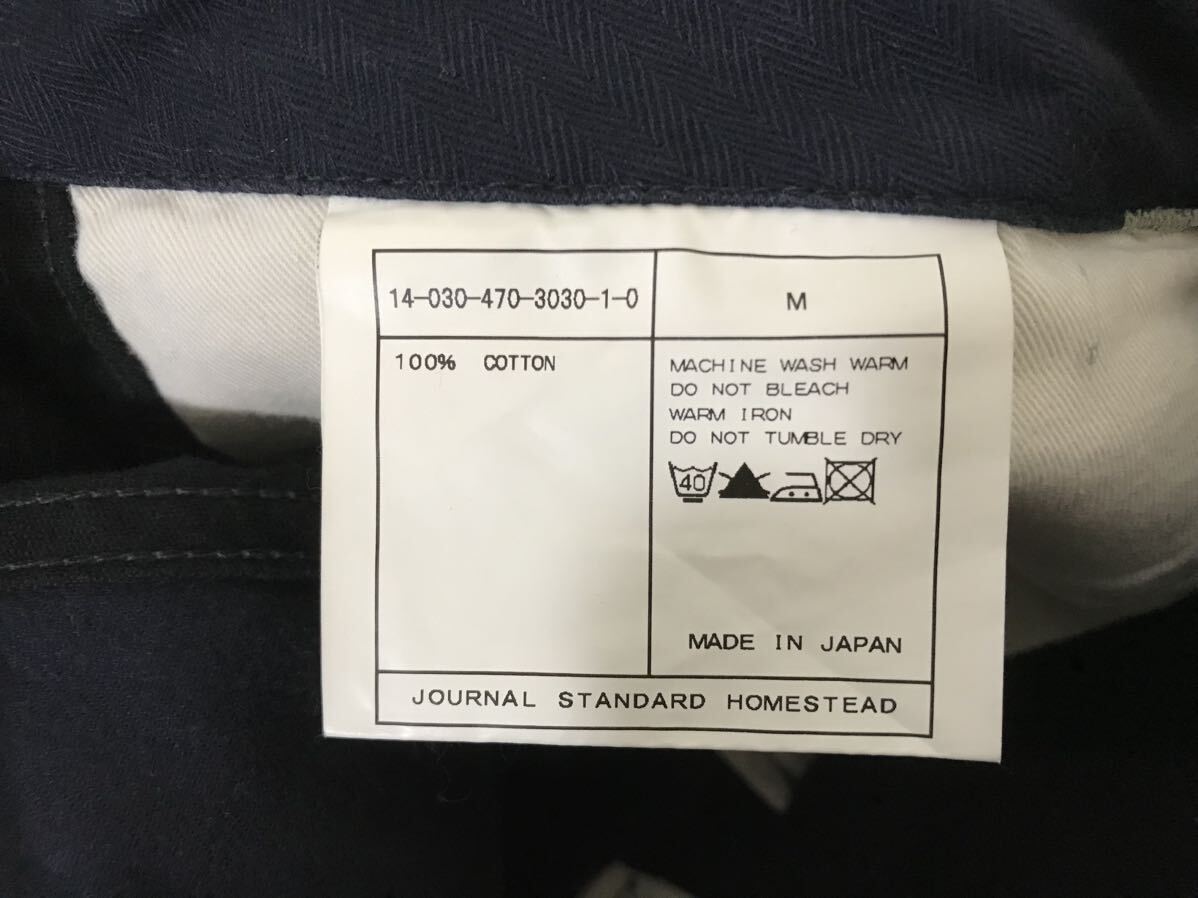 14-030-470-3030-1-0
M
100% COTTON
MACHINE WASH WARM
DO NOT BLEACH
WARM IRON
DO NOT TUMBLE DRY
40
MADE IN JAPAN
JOURNAL STANDARD HOMESTEAD